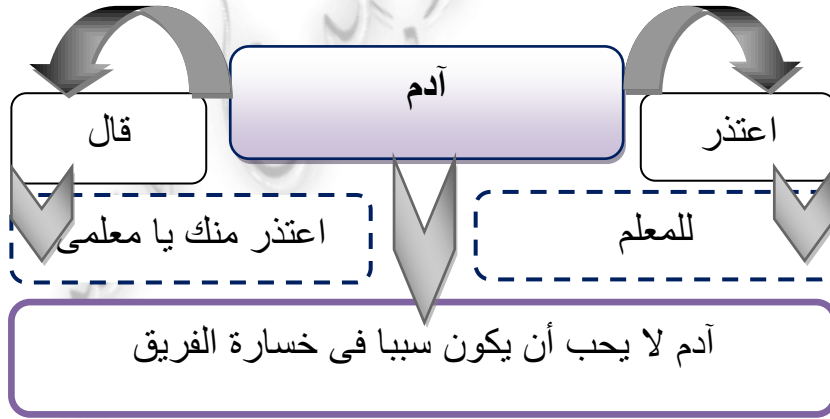 آدم
اعتذر
قال
للمعلم
اعتذر منك يا معلمى
آدم لا يحب أن يكون سببا فى خسارة الفريق